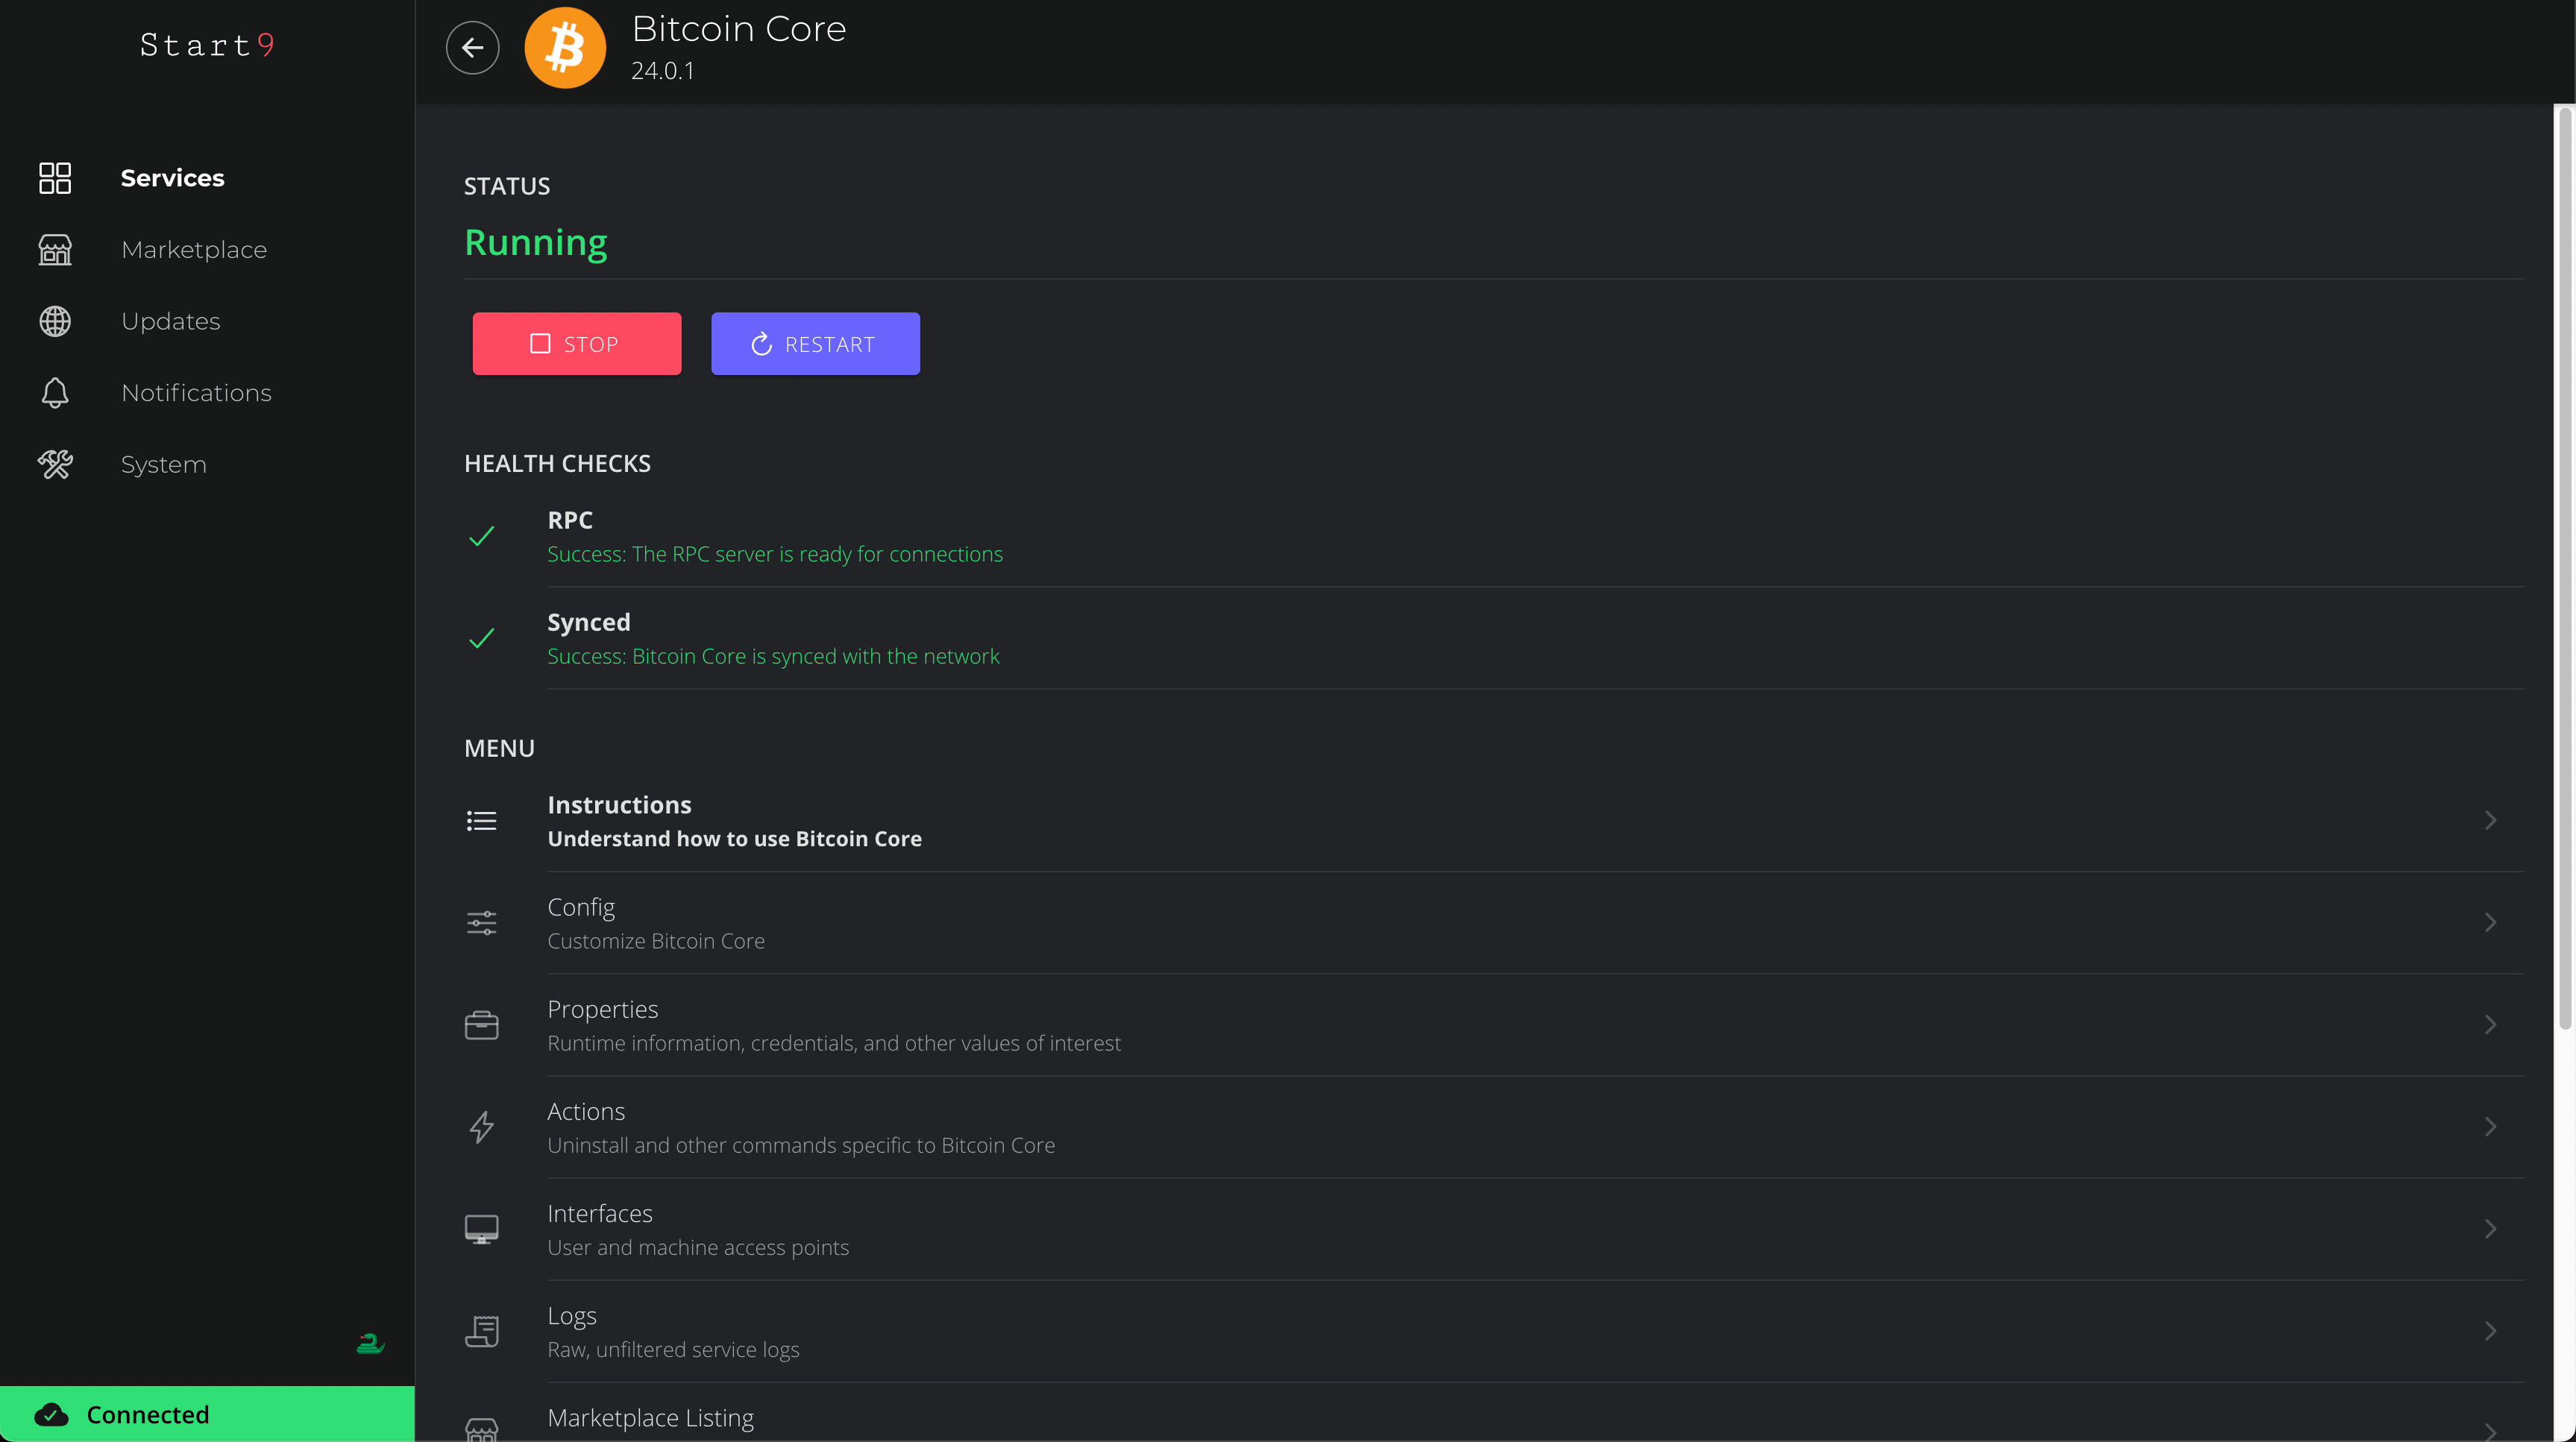 Start9
Services
Marketplace
Updates
Notifications
System
Connected
Bitcoin Core
24.0.1
STATUS
Running
STOP
RESTART
HEALTH CHECKS
RPC
Success: The RPC server is ready for connections
Synced
Success: Bitcoin Core is synced with the network
MENU
Instructions
Understand how to use Bitcoin Core
Config
Customize Bitcoin Core
Properties
Runtime information, credentials, and other values of interest
Actions
Uninstall and other commands specific to Bitcoin Core
Interfaces
User and machine access points
Logs
Raw, unfiltered service logs
Marketplace Listing